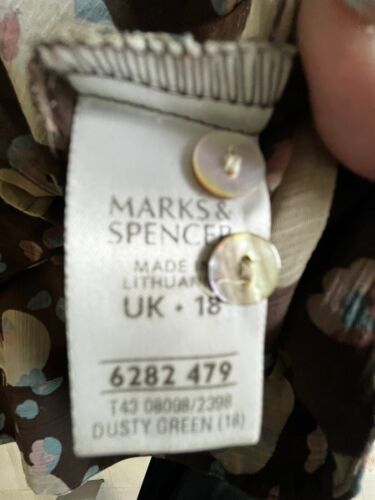 MARKS &
SPENCER
MADE IN
LITHUANIA
UK • 18
6282 479
T43 08098/2398
DUSTY GREEN (18)